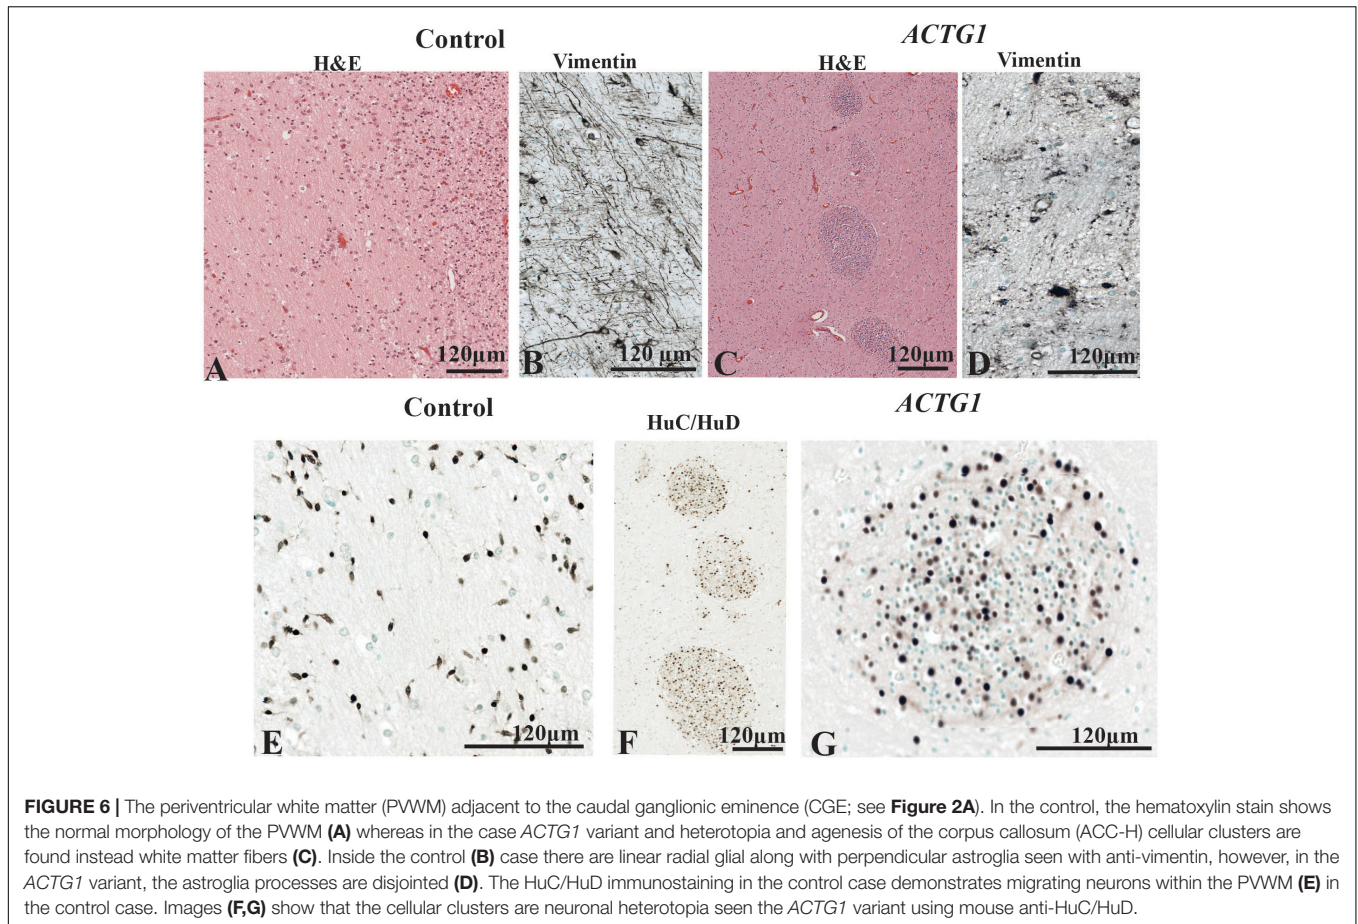 Control
ACTG1
H&E
Vimentin
H&E
Vimentin
A
120μm
B
120 μm
C
120μm
D
120μm
Control
ACTG1
HuC/HuD
E
120μm
F
120μm
G
120μm
FIGURE 6 | The periventricular white matter (PVWM) adjacent to the caudal ganglionic eminence (CGE; see Figure 2A). In the control, the hematoxylin stain shows
the normal morphology of the PVWM (A) whereas in the case ACTG1 variant and heterotopia and agenesis of the corpus callosum (ACC-H) cellular clusters are
found instead white matter fibers (C). Inside the control (B) case there are linear radial glial along with perpendicular astroglia seen with anti-vimentin, however, in the
ACTG1 variant, the astroglia processes are disjointed (D). The HuC/HuD immunostaining in the control case demonstrates migrating neurons within the PVWM (E) in
the control case. Images (F,G) show that the cellular clusters are neuronal heterotopia seen the ACTG1 variant using mouse anti-HuC/HuD.